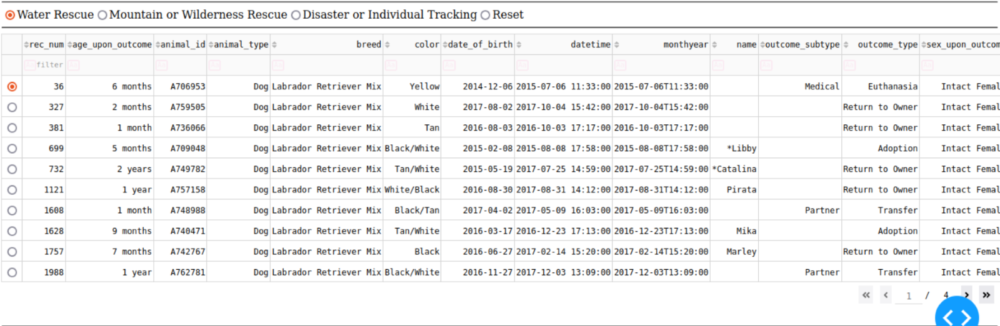 Water Rescue Mountain or Wilderness Rescue Disaster or Individual Tracking Reset
rec_num age_upon_outcome animal_id animal_type breed color date_of_birth datetime monthyear name outcome_subtype outcome_type sex_upon_outcom
Aa filter Aa Aa Aa Aa Aa Aa Aa Aa Aa Aa Aa Aa
36 6 months A706953 Dog Labrador Retriever Mix Yellow 2014-12-06 2015-07-06 11:33:00 2015-07-06T11:33:00 Medical Euthanasia Intact Femal
327 2 months A759505 Dog Labrador Retriever Mix White 2017-08-02 2017-10-04 15:42:00 2017-10-04T15:42:00 Return to Owner Intact Femal
381 1 month A736066 Dog Labrador Retriever Mix Tan 2016-08-03 2016-10-03 17:17:00 2016-10-03T17:17:00 Return to Owner Intact Femal
699 5 months A709048 Dog Labrador Retriever Mix Black/White 2015-02-08 2015-08-08 17:58:00 2015-08-08T17:58:00 *Libby Adoption Intact Femal
732 2 years A749782 Dog Labrador Retriever Mix Tan/White 2015-05-19 2017-07-25 14:59:00 2017-07-25T14:59:00 *Catalina Return to Owner Intact Femal
1121 1 year A757158 Dog Labrador Retriever Mix White/Black 2016-08-30 2017-08-31 14:12:00 2017-08-31T14:12:00 Pirata Return to Owner Intact Femal
1608 1 month A748988 Dog Labrador Retriever Mix Black/Tan 2017-04-02 2017-05-09 16:03:00 2017-05-09T16:03:00 Partner Transfer Intact Femal
1628 9 months A740471 Dog Labrador Retriever Mix Tan/White 2016-03-17 2016-12-23 17:13:00 2016-12-23T17:13:00 Mika Adoption Intact Femal
1757 7 months A742767 Dog Labrador Retriever Mix Black 2016-06-27 2017-02-14 15:20:00 2017-02-14T15:20:00 Marley Return to Owner Intact Femal
1988 1 year A762781 Dog Labrador Retriever Mix Black/White 2016-11-27 2017-12-03 13:09:00 2017-12-03T13:09:00 Partner Transfer Intact Femal
1 / 4